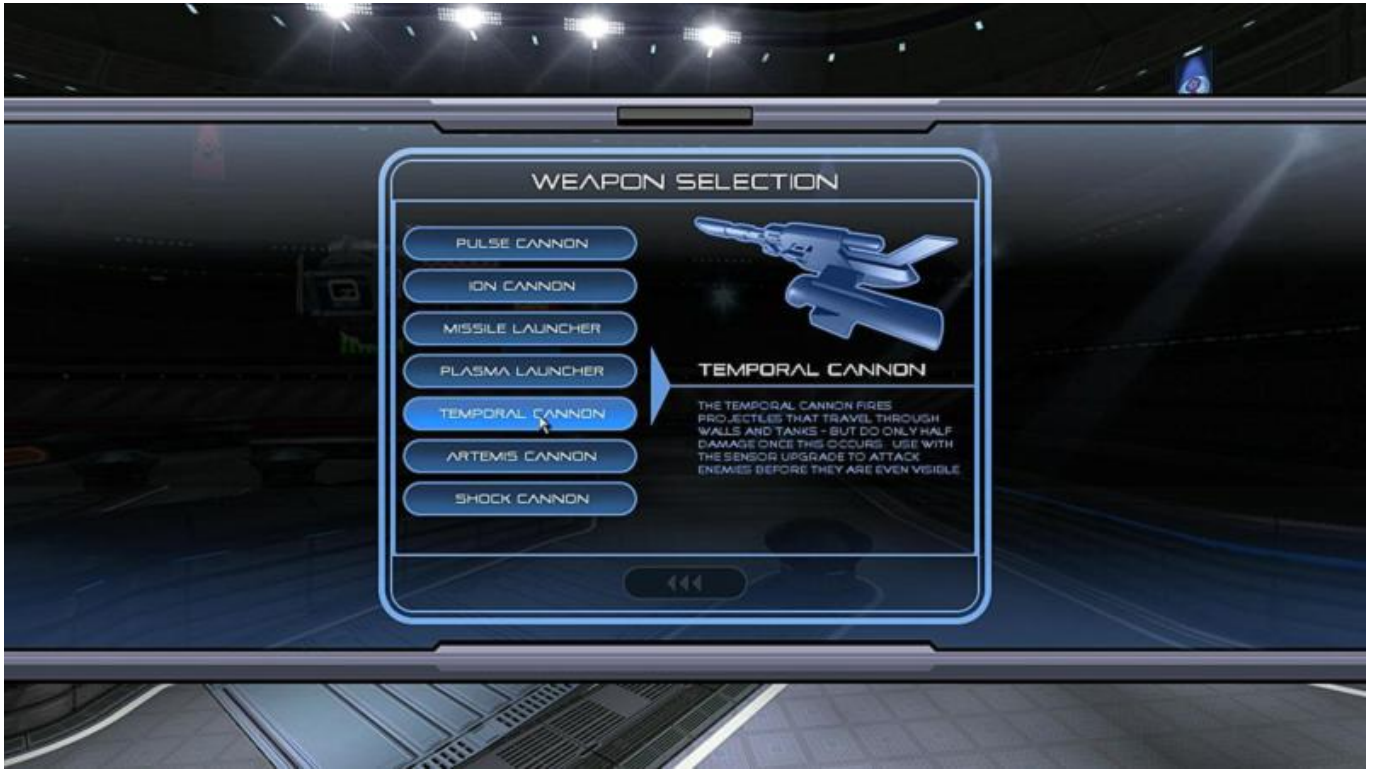 WEAPON SELECTION
PULSE CANNON
ION CANNON
MISSILE LAUNCHER
PLASMA LAUNCHER
TEMPORAL CANNON
ARTEMIS CANNON
SHOCK CANNON
TEMPORAL CANNON
THE TEMPORAL CANNON FIRES
PROJECTILES THAT TRAVEL THROUGH
WALLS AND TANKS - BUT DO ONLY HALF
DAMAGE ONCE THIS OCCURS. USE WITH
THE SENSOR UPGRADE TO ATTACK
ENEMIES BEFORE THEY ARE EVEN VISIBLE.